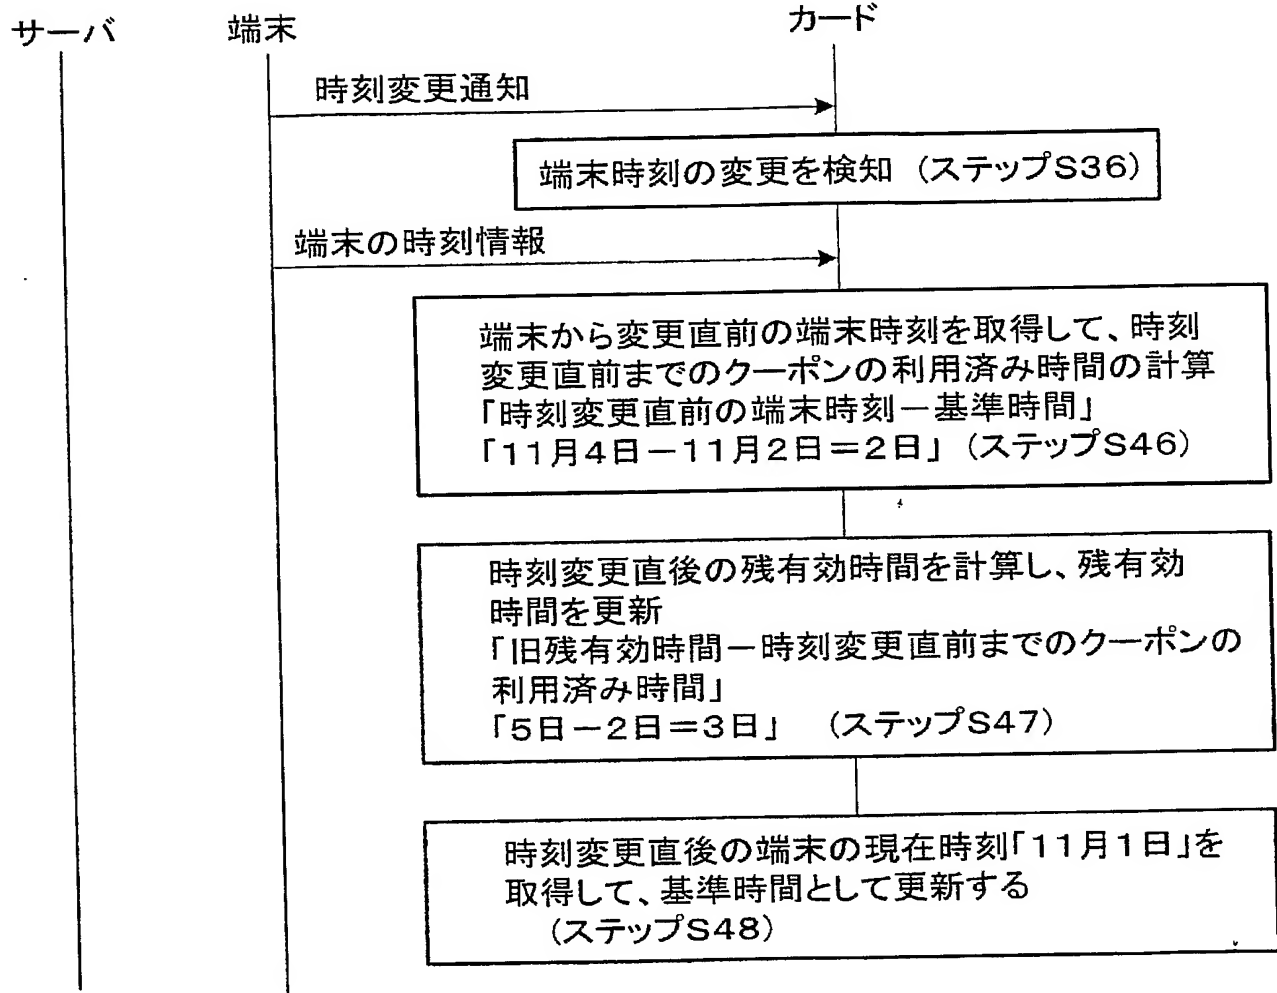 サーバ
端末
カード
時刻変更通知
端末時刻の変更を検知（ステップS36）
端末の時刻情報
端末から変更直前の端末時刻を取得して、時刻
変更直前までのクーポンの利用済み時間の計算
「時刻変更直前の端末時刻－基準時間」
「11月4日－11月2日＝2日」（ステップS46）
時刻変更直後の残有効時間を計算し、残有効
時間を更新
「旧残有効時間－時刻変更直前までのクーポンの
利用済み時間」
「5日－2日＝3日」　（ステップS47）
時刻変更直後の端末の現在時刻「11月1日」を
取得して、基準時間として更新する
（ステップS48）